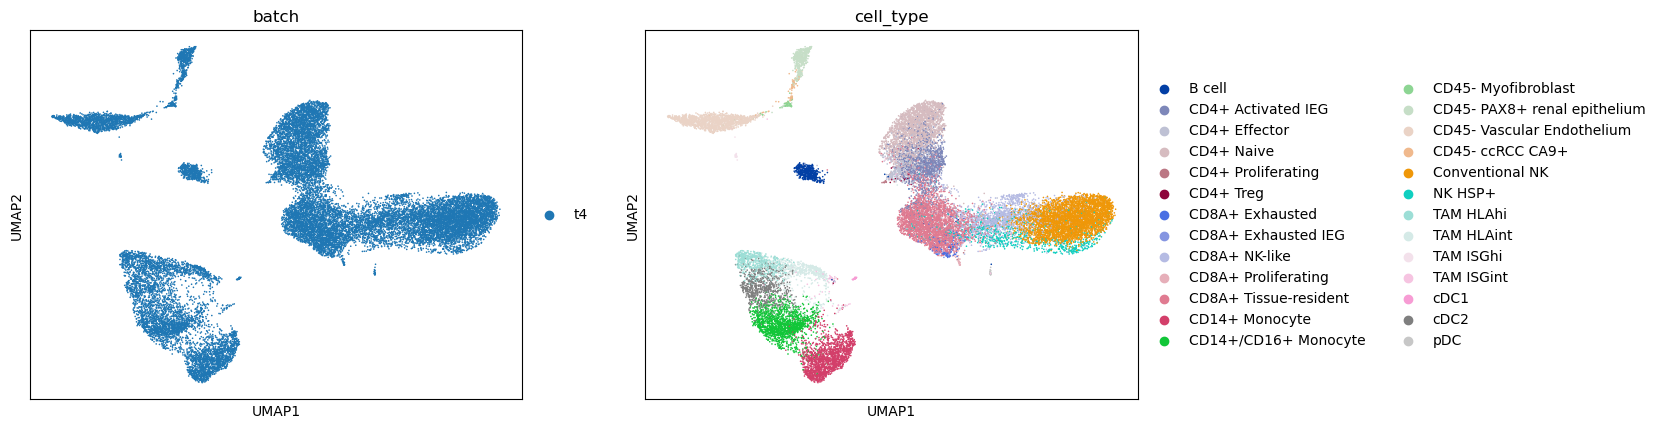 batch
UMAP2
UMAP1
t4
cell_type
UMAP2
UMAP1
B cell
CD4+ Activated IEG
CD4+ Effector
CD4+ Naive
CD4+ Proliferating
CD4+ Treg
CD8A+ Exhausted
CD8A+ Exhausted IEG
CD8A+ NK-like
CD8A+ Proliferating
CD8A+ Tissue-resident
CD14+ Monocyte
CD14+/CD16+ Monocyte
CD45- Myofibroblast
CD45- PAX8+ renal epithelium
CD45- Vascular Endothelium
CD45- ccRCC CA9+
Conventional NK
NK HSP+
TAM HLAhi
TAM HLAint
TAM ISGhi
TAM ISGint
cDC1
cDC2
pDC